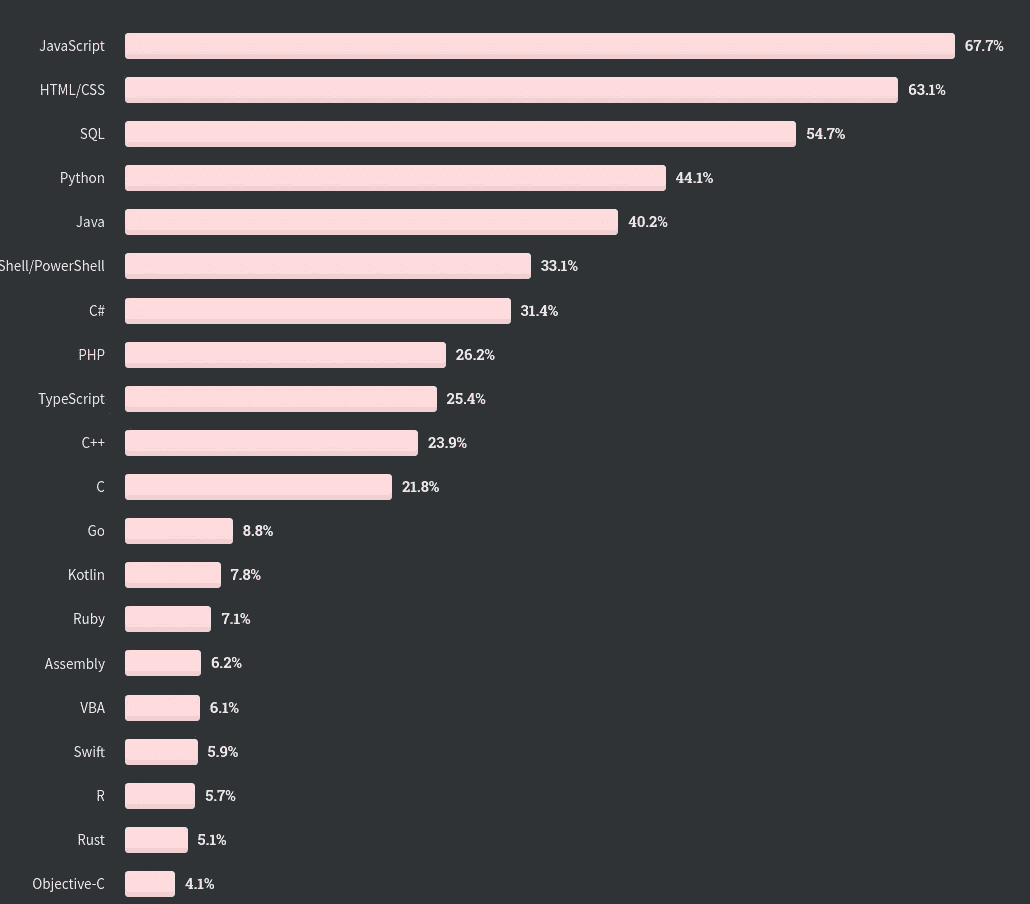 JavaScript 67.7%
HTML/CSS 63.1%
SQL 54.7%
Python 44.1%
Java 40.2%
Shell/PowerShell 33.1%
C# 31.4%
PHP 26.2%
TypeScript 25.4%
C++ 23.9%
C 21.8%
Go 8.8%
Kotlin 7.8%
Ruby 7.1%
Assembly 6.2%
VBA 6.1%
Swift 5.9%
R 5.7%
Rust 5.1%
Objective-C 4.1%